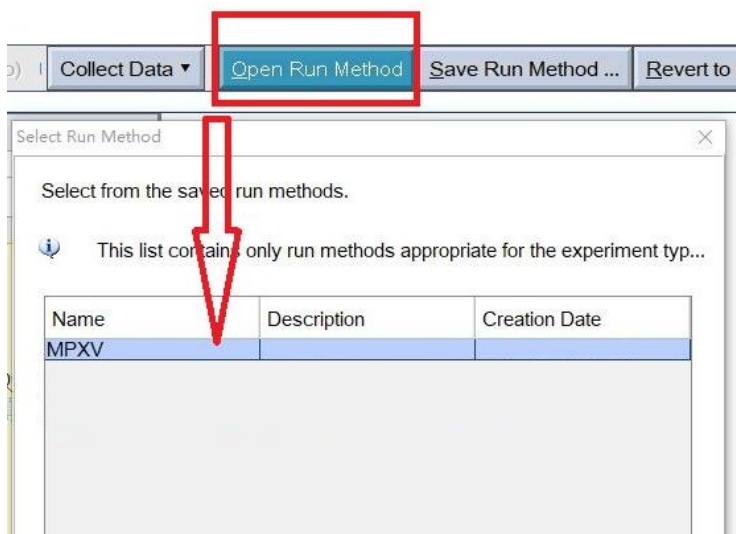 Collect Data ▾ Open Run Method Save Run Method ... Revert to
Select Run Method
Select from the saved run methods.
This list contains only run methods appropriate for the experiment typ...
Name Description Creation Date
MPXV